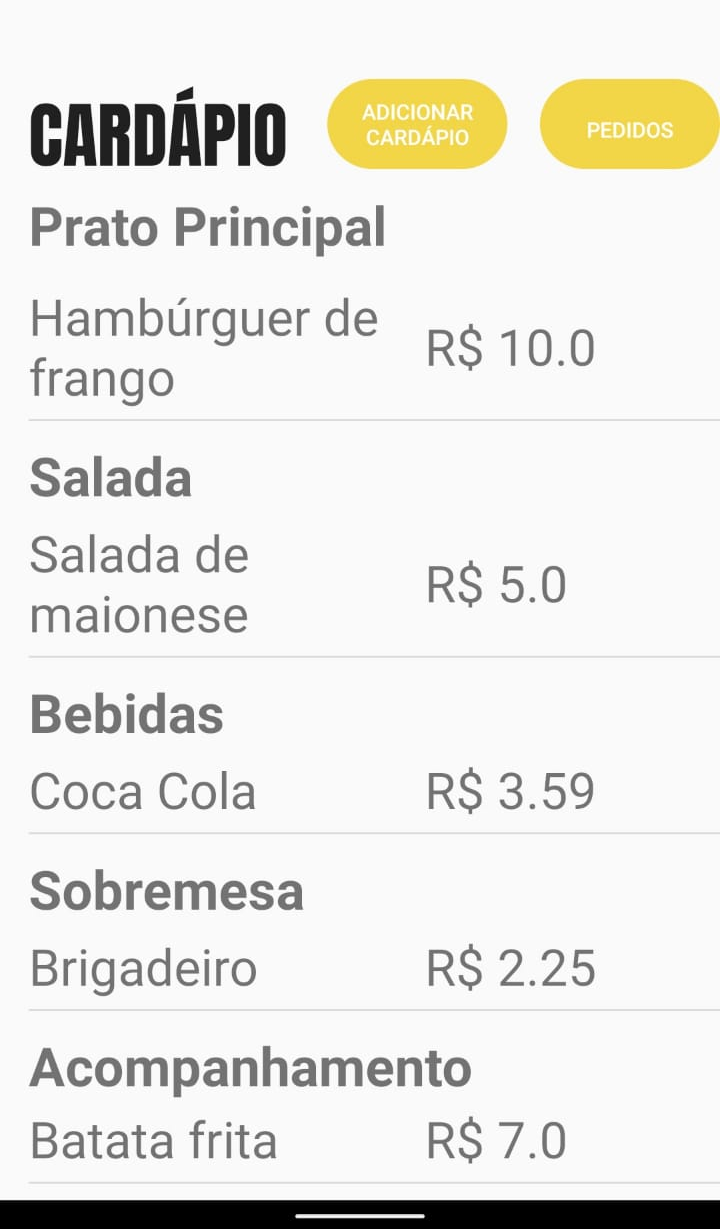 CARDÁPIO
ADICIONAR
CARDÁPIO
PEDIDOS
Prato Principal
Hambúrguer de
frango
R$ 10.0
Salada
Salada de
maionese
R$ 5.0
Bebidas
Coca Cola R$ 3.59
Sobremesa
Brigadeiro R$ 2.25
Acompanhamento
Batata frita R$ 7.0